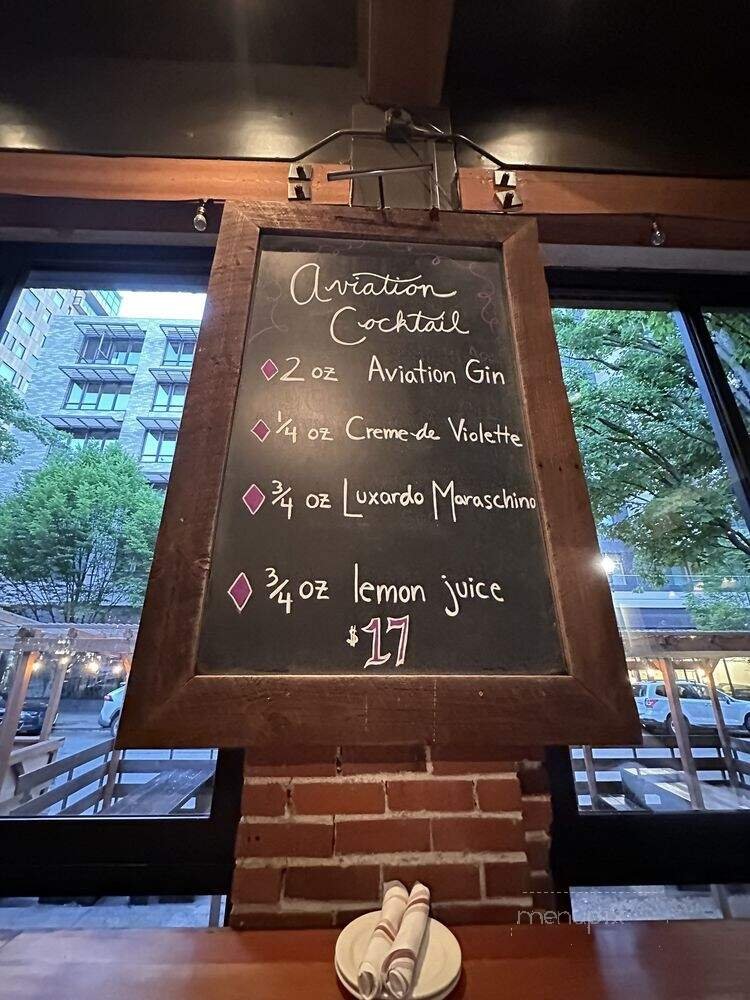 Aviation
Cocktail
2 oz Aviation Gin
1/4 oz Creme de Violette
3/4 oz Luxardo Maraschino
3/4 oz lemon juice
$17
menupix